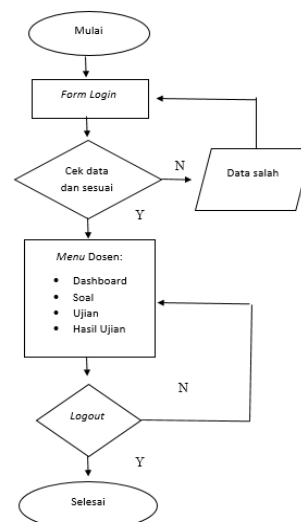 Mulai
Form Login
Cek data
dan sesuai
N
Data salah
Y
Menu Dosen:
• Dashboard
• Soal
• Ujian
• Hasil Ujian
N
Logout
Y
Selesai